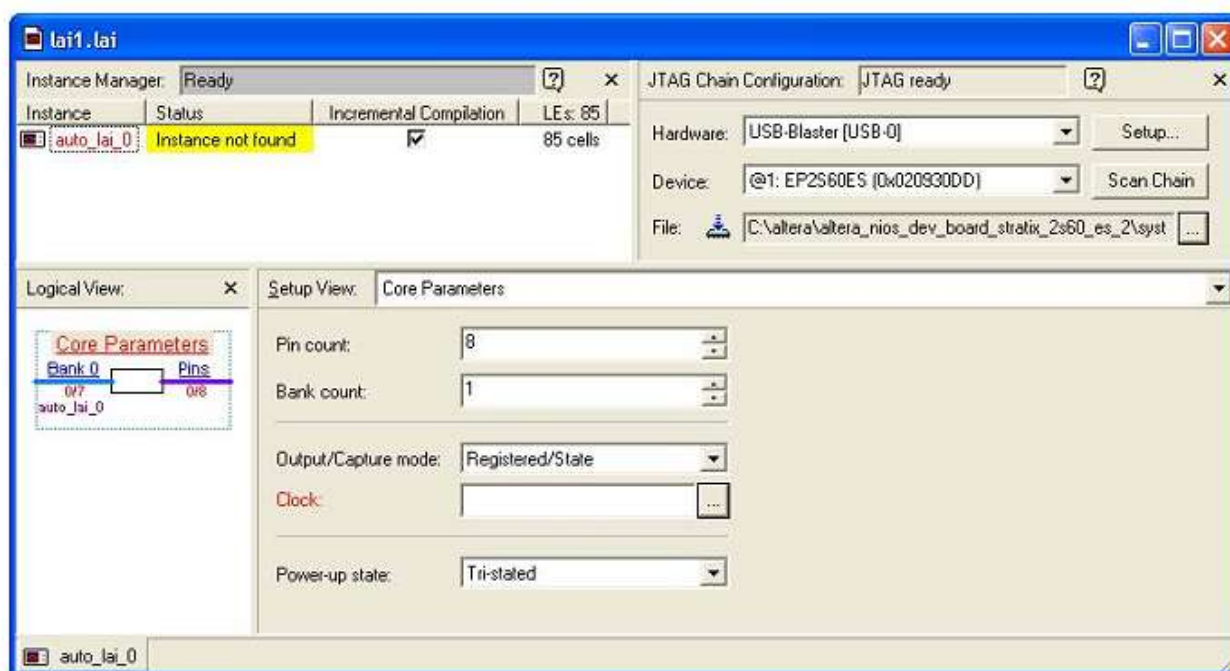 lai1.lai
Instance Manager: Ready
Instance Status Incremental Compilation LEs: 85
auto_lai_0 Instance not found 85 cells
JTAG Chain Configuration: JTAG ready
Hardware: USB-Blaster [USB-0] Setup...
Device: @1: EP2S60ES (0x020930DD) Scan Chain
File: C:\altera\altera_nios_dev_board_stratix_2s60_es_2\syst ...
Logical View:
Core Parameters
Bank 0 Pins
0/7 0/8
auto_lai_0
Setup View: Core Parameters
Pin count: 8
Bank count: 1
Output/Capture mode: Registered/State
Clock: ...
Power-up state: Tri-stated
auto_lai_0